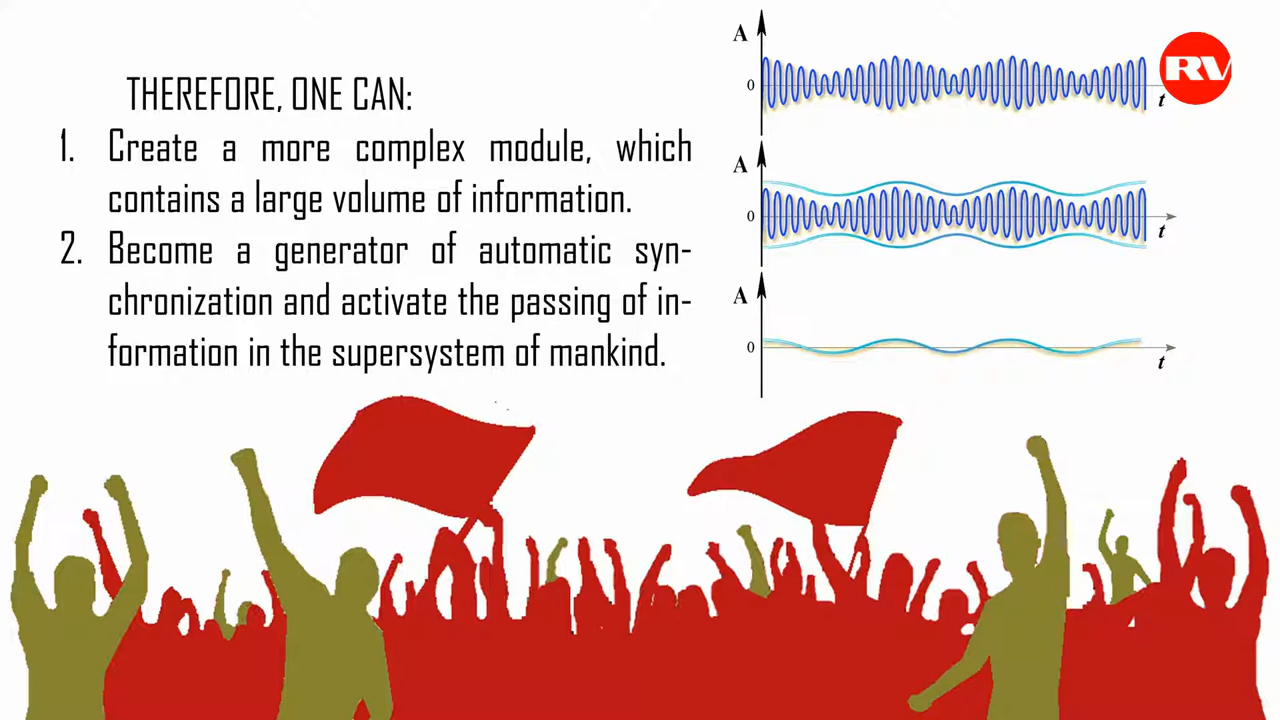 THEREFORE, ONE CAN:
1. Create a more complex module, which
contains a large volume of information.
2. Become a generator of automatic syn-
chronization and activate the passing of in-
formation in the supersystem of mankind.
A
0
t
RV
A
0
t
A
0
t